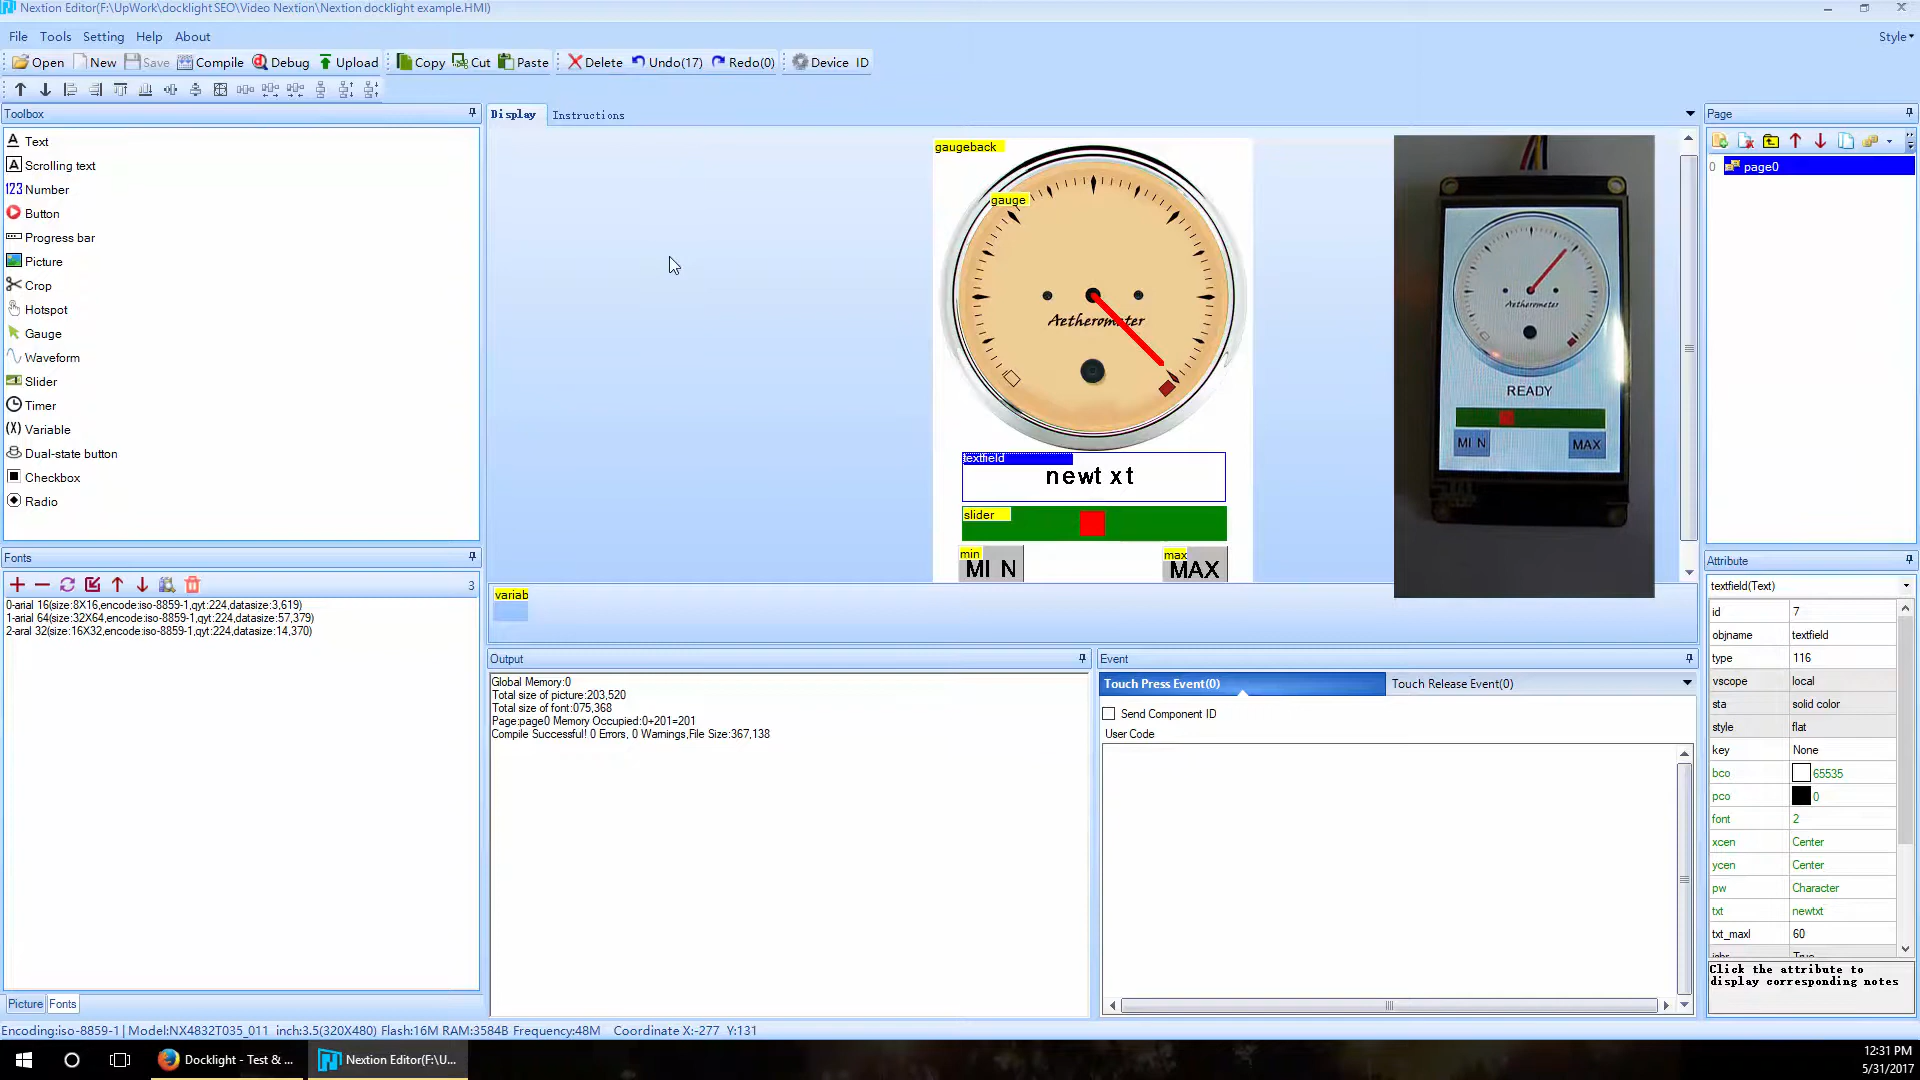 Nextion Editor(F:\UpWork\docklight SEO\Video Nextion\Nextion docklight example.HMI)
File Tools Setting Help About
Style
Open New Save Compile Debug Upload Copy Cut Paste Delete Undo(17) Redo(0) Device ID
Toolbox
Text
Scrolling text
123 Number
Button
Progress bar
Picture
Crop
Hotspot
Gauge
Waveform
Slider
Timer
(X) Variable
Dual-state button
Checkbox
Radio
Fonts
3
0-arial 16(size:8X16,encode:iso-8859-1,qyt:224,datasize:3,619)
1-arial 64(size:32X64,encode:iso-8859-1,qyt:224,datasize:57,379)
2-aral 32(size:16X32,encode:iso-8859-1,qyt:224,datasize:14,370)
Picture Fonts
Display Instructions
gaugeback
gauge
Aetherometer
textfield
newt xt
slider
min
MI N
max
MAX
variab
Aetherometer
READY
MI N
MAX
Output
Global Memory:0
Total size of picture:203,520
Total size of font:075,368
Page:page0 Memory Occupied:0+201=201
Compile Successful! 0 Errors, 0 Warnings,File Size:367,138
Event
Touch Press Event(0) Touch Release Event(0)
Send Component ID
User Code
Page
0 page0
Attribute
textfield(Text)
id 7
objname textfield
type 116
vscope local
sta solid color
style flat
key None
bco 65535
pco 0
font 2
xcen Center
ycen Center
pw Character
txt newtxt
txt_maxl 60
isbr True
Click the attribute to
display corresponding notes
Encoding:iso-8859-1 | Model:NX4832T035_011 inch:3.5(320X480) Flash:16M RAM:3584B Frequency:48M Coordinate X:-277 Y:131
Docklight - Test & ...
Nextion Editor(F:\U...
12:31 PM
5/31/2017